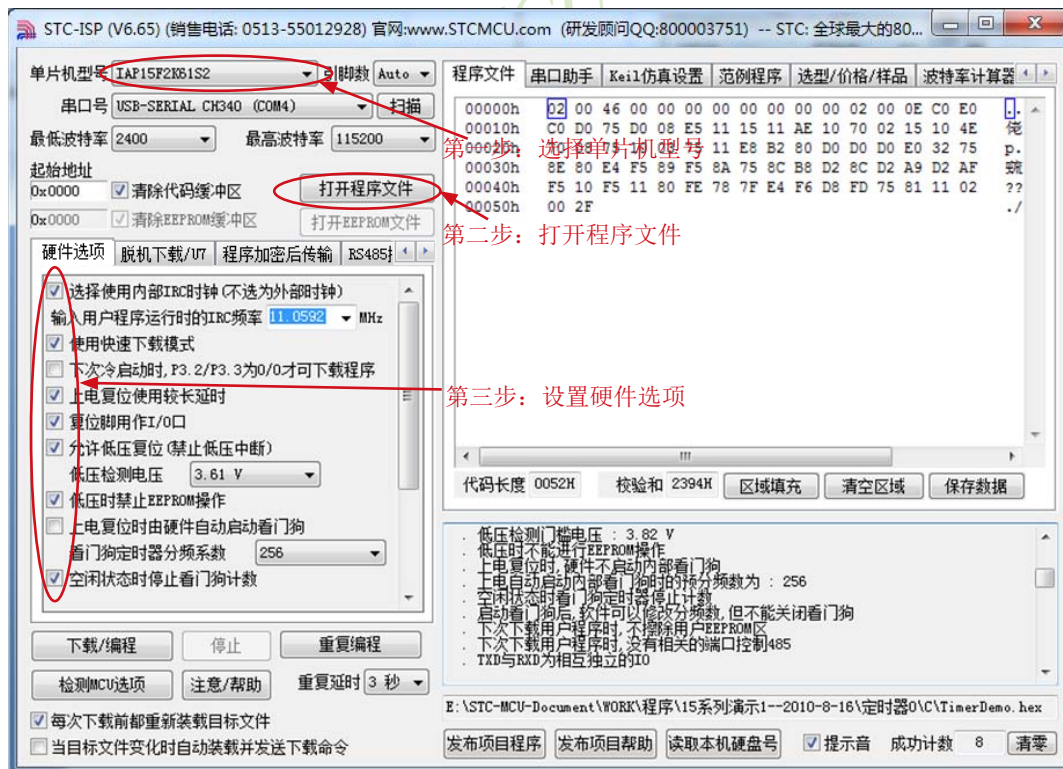 STC-ISP (V6.65) (销售电话: 0513-55012928) 官网:www.STCMCU.com (研发顾问QQ:800003751) -- STC: 全球最大的80...
单片机型号 IAP15F2K61S2 引脚数 Auto
串口号 USB-SERIAL CH340 (COM4) 扫描
最低波特率 2400 最高波特率 115200
起始地址
0x0000 清除代码缓冲区 打开程序文件
0x0000 清除EEPROM缓冲区 打开EEPROM文件
硬件选项 脱机下载/U7 程序加密后传输 RS485
选择使用内部IRC时钟(不选为外部时钟)
输入用户程序运行时的IRC频率 11.0592 MHz
使用快速下载模式
下次冷启动时,P3.2/P3.3为0/0才可下载程序
上电复位使用较长延时
复位脚用作I/O口
允许低压复位(禁止低压中断)
低压检测电压 3.61 V
低压时禁止EEPROM操作
上电复位时由硬件自动启动看门狗
看门狗定时器分频系数 256
空闲状态时停止看门狗计数
下载/编程 停止 重复编程
检测MCU选项 注意/帮助 重复延时 3 秒
每次下载前都重新装载目标文件
当目标文件变化时自动装载并发送下载命令
程序文件 串口助手 Keil仿真设置 范例程序 选型/价格/样品 波特率计算器
00000h 02 00 46 00 00 00 00 00 00 00 00 02 00 0E C0 E0 ..
00010h C0 D0 75 D0 08 E5 11 15 11 AE 10 70 02 15 10 4E
第一步：选择单片机型号
00020h 11 E8 B2 80 D0 D0 D0 E0 32 75 p.
00030h 8E 80 E4 F5 89 F5 8A 75 8C B8 D2 8C D2 A9 D2 AF
00040h F5 10 F5 11 80 FE 78 7F E4 F6 D8 FD 75 81 11 02 ??
00050h 00 2F ./
第二步：打开程序文件
第三步：设置硬件选项
代码长度 0052H 校验和 2394H 区域填充 清空区域 保存数据
. 低压检测门槛电压 : 3.82 V
. 低压时不能进行EEPROM操作
. 上电复位时,硬件不启动内部看门狗
. 上电自动启动内部看门狗时的预分频数为 : 256
. 空闲状态时看门狗定时器停止计数
. 启动看门狗后,软件可以修改分频数,但不能关闭看门狗
. 下次下载用户程序时,不擦除用户EEPROM区
. 下次下载用户程序时,没有相关的端口控制485
. TXD与RXD为相互独立的IO
E:\STC-MCU-Document\WORK\程序\15系列演示1--2010-8-16\定时器0\C\TimerDemo.hex
发布项目程序 发布项目帮助 读取本机硬盘号 提示音 成功计数 8 清零